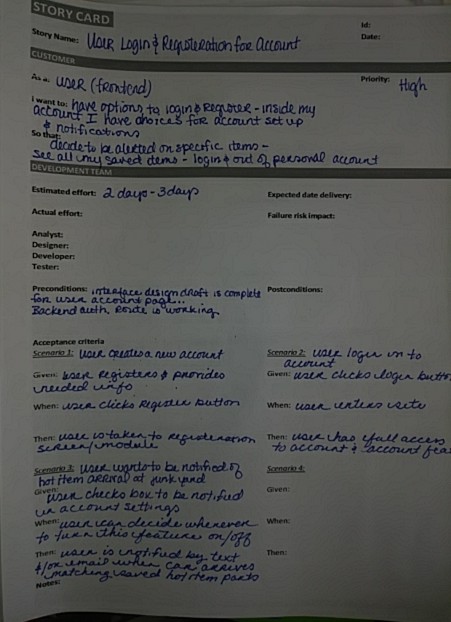 STORY CARD
Id:
Story Name: User Login & Registeration for Account
Date:
CUSTOMER
As a: user (frontend)
Priority: High
I want to: have options to login & Register - inside my
account I have choices for account set up
& notifications
So that: decide to be alerted on specific items -
see all my saved items - login & out of personal account
DEVELOPMENT TEAM
Estimated effort: 2 days - 3 days
Expected date delivery:
Actual effort:
Failure risk impact:
Analyst:
Designer:
Developer:
Tester:
Preconditions: interface design draft is complete
for user account page...
Backend auth Route is working
Postconditions:
Acceptance criteria
Scenario 1: user creates a new account
Given: user registers & provides
needed info
When: user clicks Register button
Then: user is taken to registeration
screen/module
Scenario 2: user login in to
account
Given: user clicks login button
When: user enters site
Then: user has full access
to account & account fea
Scenario 3: user wants to be notified of
hot item arrival at junk yard
Given: user checks box to be notified
in account settings
When: user can decide whenever
to turn this feature on/off
Then: user is notified by text
&/or email when car arrives
matching saved hot item parts
Scenario 4:
Given:
When:
Then:
Notes: